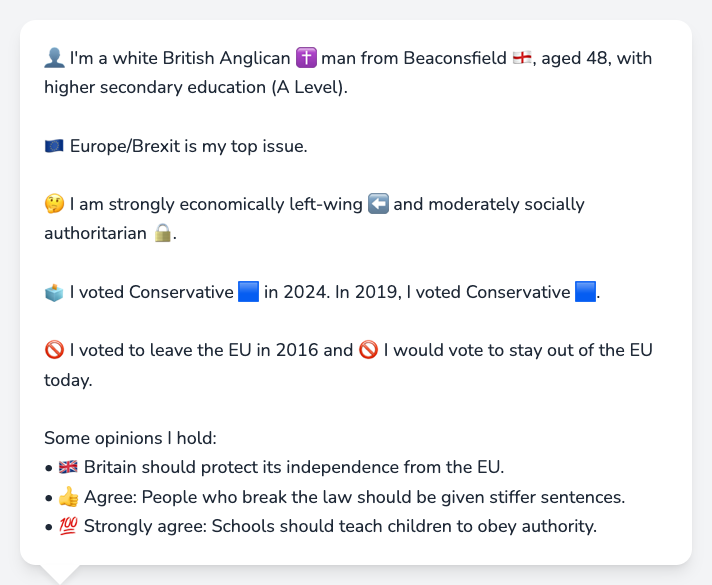 👤 I'm a white British Anglican ✝️ man from Beaconsfield 🏴󠁧󠁢󠁥󠁮󠁧󠁿, aged 48, with
higher secondary education (A Level).
🇪🇺 Europe/Brexit is my top issue.
🤔 I am strongly economically left-wing ⬅️ and moderately socially
authoritarian 🔒.
🗳️ I voted Conservative 🟦 in 2024. In 2019, I voted Conservative 🟦.
🚫 I voted to leave the EU in 2016 and 🚫 I would vote to stay out of the EU
today.
Some opinions I hold:
• 🇬🇧 Britain should protect its independence from the EU.
• 👍 Agree: People who break the law should be given stiffer sentences.
• 💯 Strongly agree: Schools should teach children to obey authority.